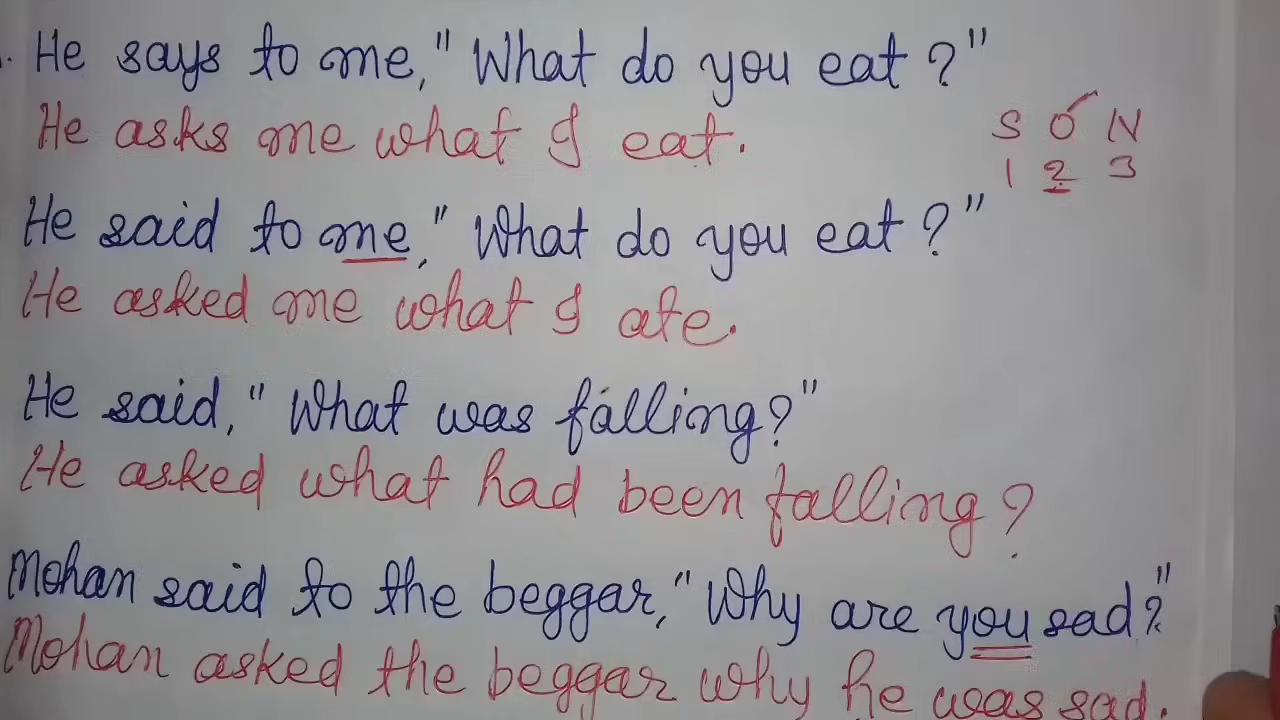 He says to me, "What do you eat?"
He asks me what I eat.
S O N
1 2 3
He said to me, "What do you eat?"
He asked me what I ate.
He said, "What was falling?"
He asked what had been falling?
Mohan said to the beggar, "Why are you sad?"
Mohan asked the beggar why he was sad.